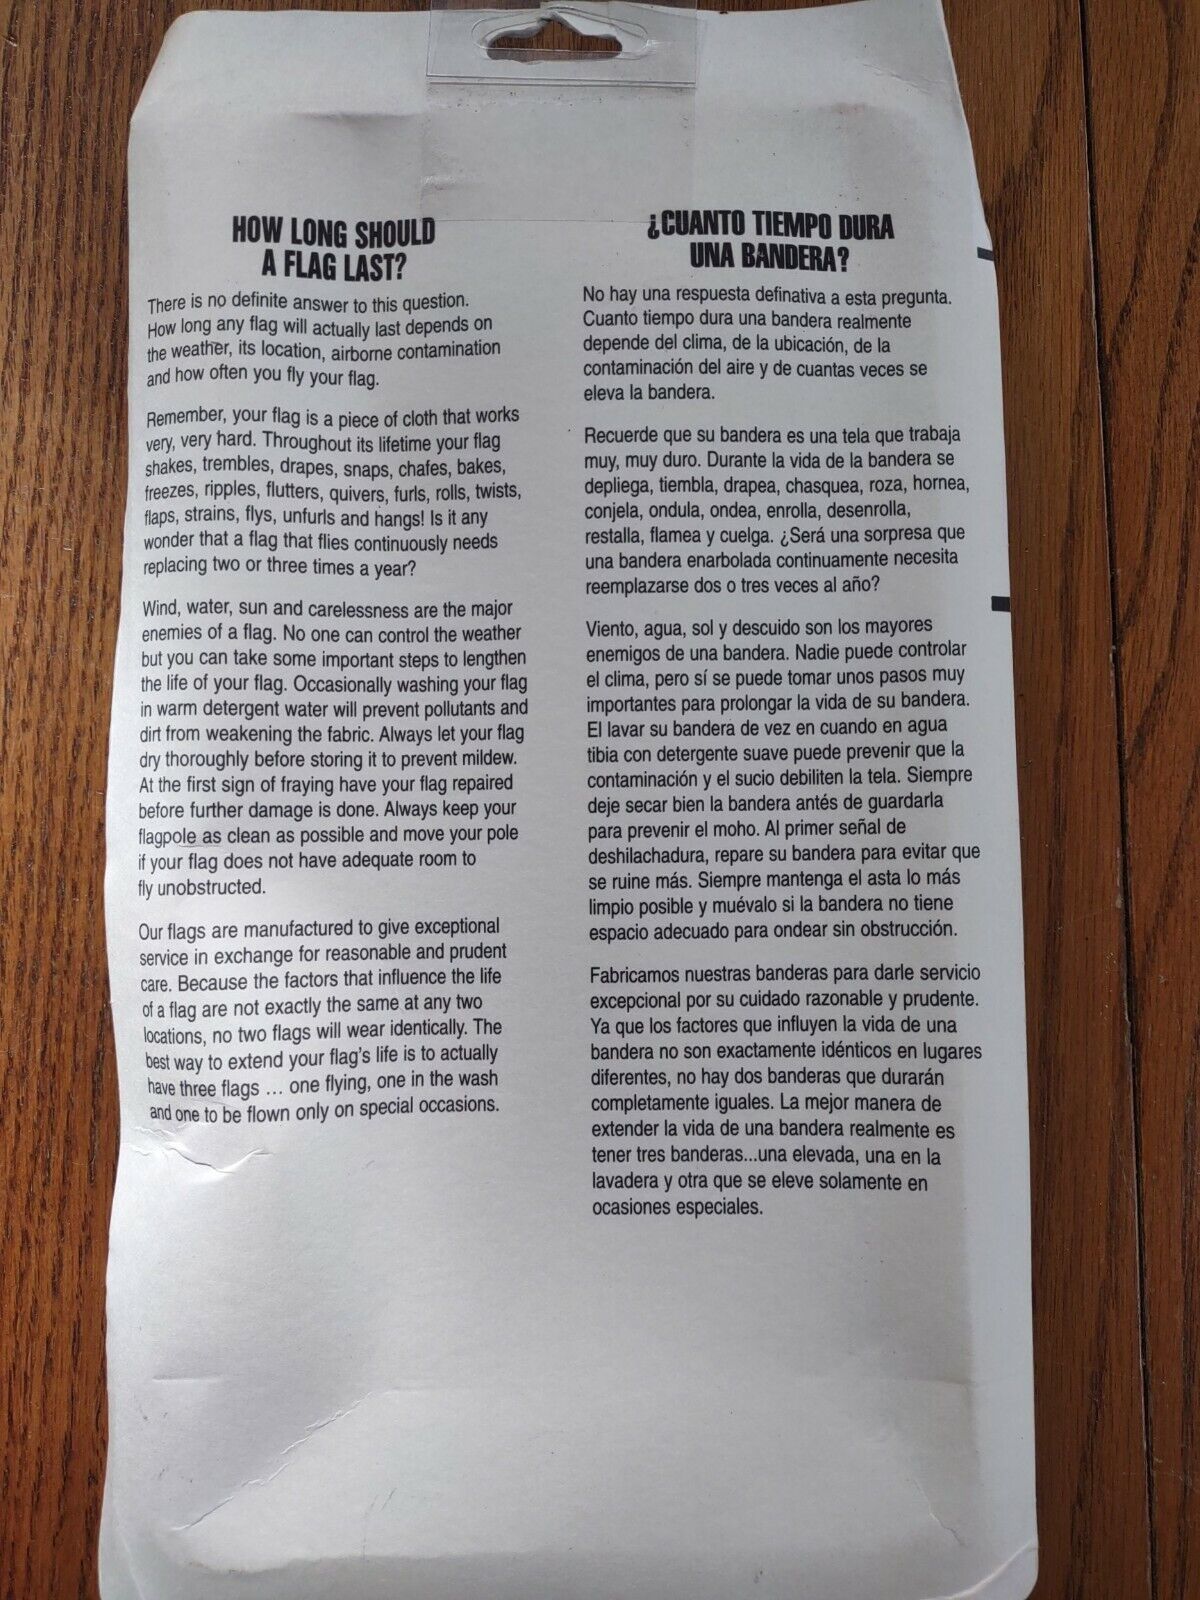 HOW LONG SHOULD
A FLAG LAST?
There is no definite answer to this question.
How long any flag will actually last depends on
the weather, its location, airborne contamination
and how often you fly your flag.
Remember, your flag is a piece of cloth that works
very, very hard. Throughout its lifetime your flag
shakes, trembles, drapes, snaps, chafes, bakes,
freezes, ripples, flutters, quivers, furls, rolls, twists,
flaps, strains, flys, unfurls and hangs! Is it any
wonder that a flag that flies continuously needs
replacing two or three times a year?
Wind, water, sun and carelessness are the major
enemies of a flag. No one can control the weather
but you can take some important steps to lengthen
the life of your flag. Occasionally washing your flag
in warm detergent water will prevent pollutants and
dirt from weakening the fabric. Always let your flag
dry thoroughly before storing it to prevent mildew.
At the first sign of fraying have your flag repaired
before further damage is done. Always keep your
flagpole as clean as possible and move your pole
if your flag does not have adequate room to
fly unobstructed.
Our flags are manufactured to give exceptional
service in exchange for reasonable and prudent
care. Because the factors that influence the life
of a flag are not exactly the same at any two
locations, no two flags will wear identically. The
best way to extend your flag's life is to actually
have three flags ... one flying, one in the wash
and one to be flown only on special occasions.
¿CUANTO TIEMPO DURA
UNA BANDERA?
No hay una respuesta definativa a esta pregunta.
Cuanto tiempo dura una bandera realmente
depende del clima, de la ubicación, de la
contaminación del aire y de cuantas veces se
eleva la bandera.
Recuerde que su bandera es una tela que trabaja
muy, muy duro. Durante la vida de la bandera se
depliega, tiembla, drapea, chasquea, roza, hornea,
conjela, ondula, ondea, enrolla, desenrolla,
restalla, flamea y cuelga. ¿Será una sorpresa que
una bandera enarbolada continuamente necesita
reemplazarse dos o tres veces al año?
Viento, agua, sol y descuido son los mayores
enemigos de una bandera. Nadie puede controlar
el clima, pero sí se puede tomar unos pasos muy
importantes para prolongar la vida de su bandera.
El lavar su bandera de vez en cuando en agua
tibia con detergente suave puede prevenir que la
contaminación y el sucio debiliten la tela. Siempre
deje secar bien la bandera antés de guardarla
para prevenir el moho. Al primer señal de
deshilachadura, repare su bandera para evitar que
se ruine más. Siempre mantenga el asta lo más
limpio posible y muévalo si la bandera no tiene
espacio adecuado para ondear sin obstrucción.
Fabricamos nuestras banderas para darle servicio
excepcional por su cuidado razonable y prudente.
Ya que los factores que influyen la vida de una
bandera no son exactamente idénticos en lugares
diferentes, no hay dos banderas que durarán
completamente iguales. La mejor manera de
extender la vida de una bandera realmente es
tener tres banderas...una elevada, una en la
lavadera y otra que se eleve solamente en
ocasiones especiales.